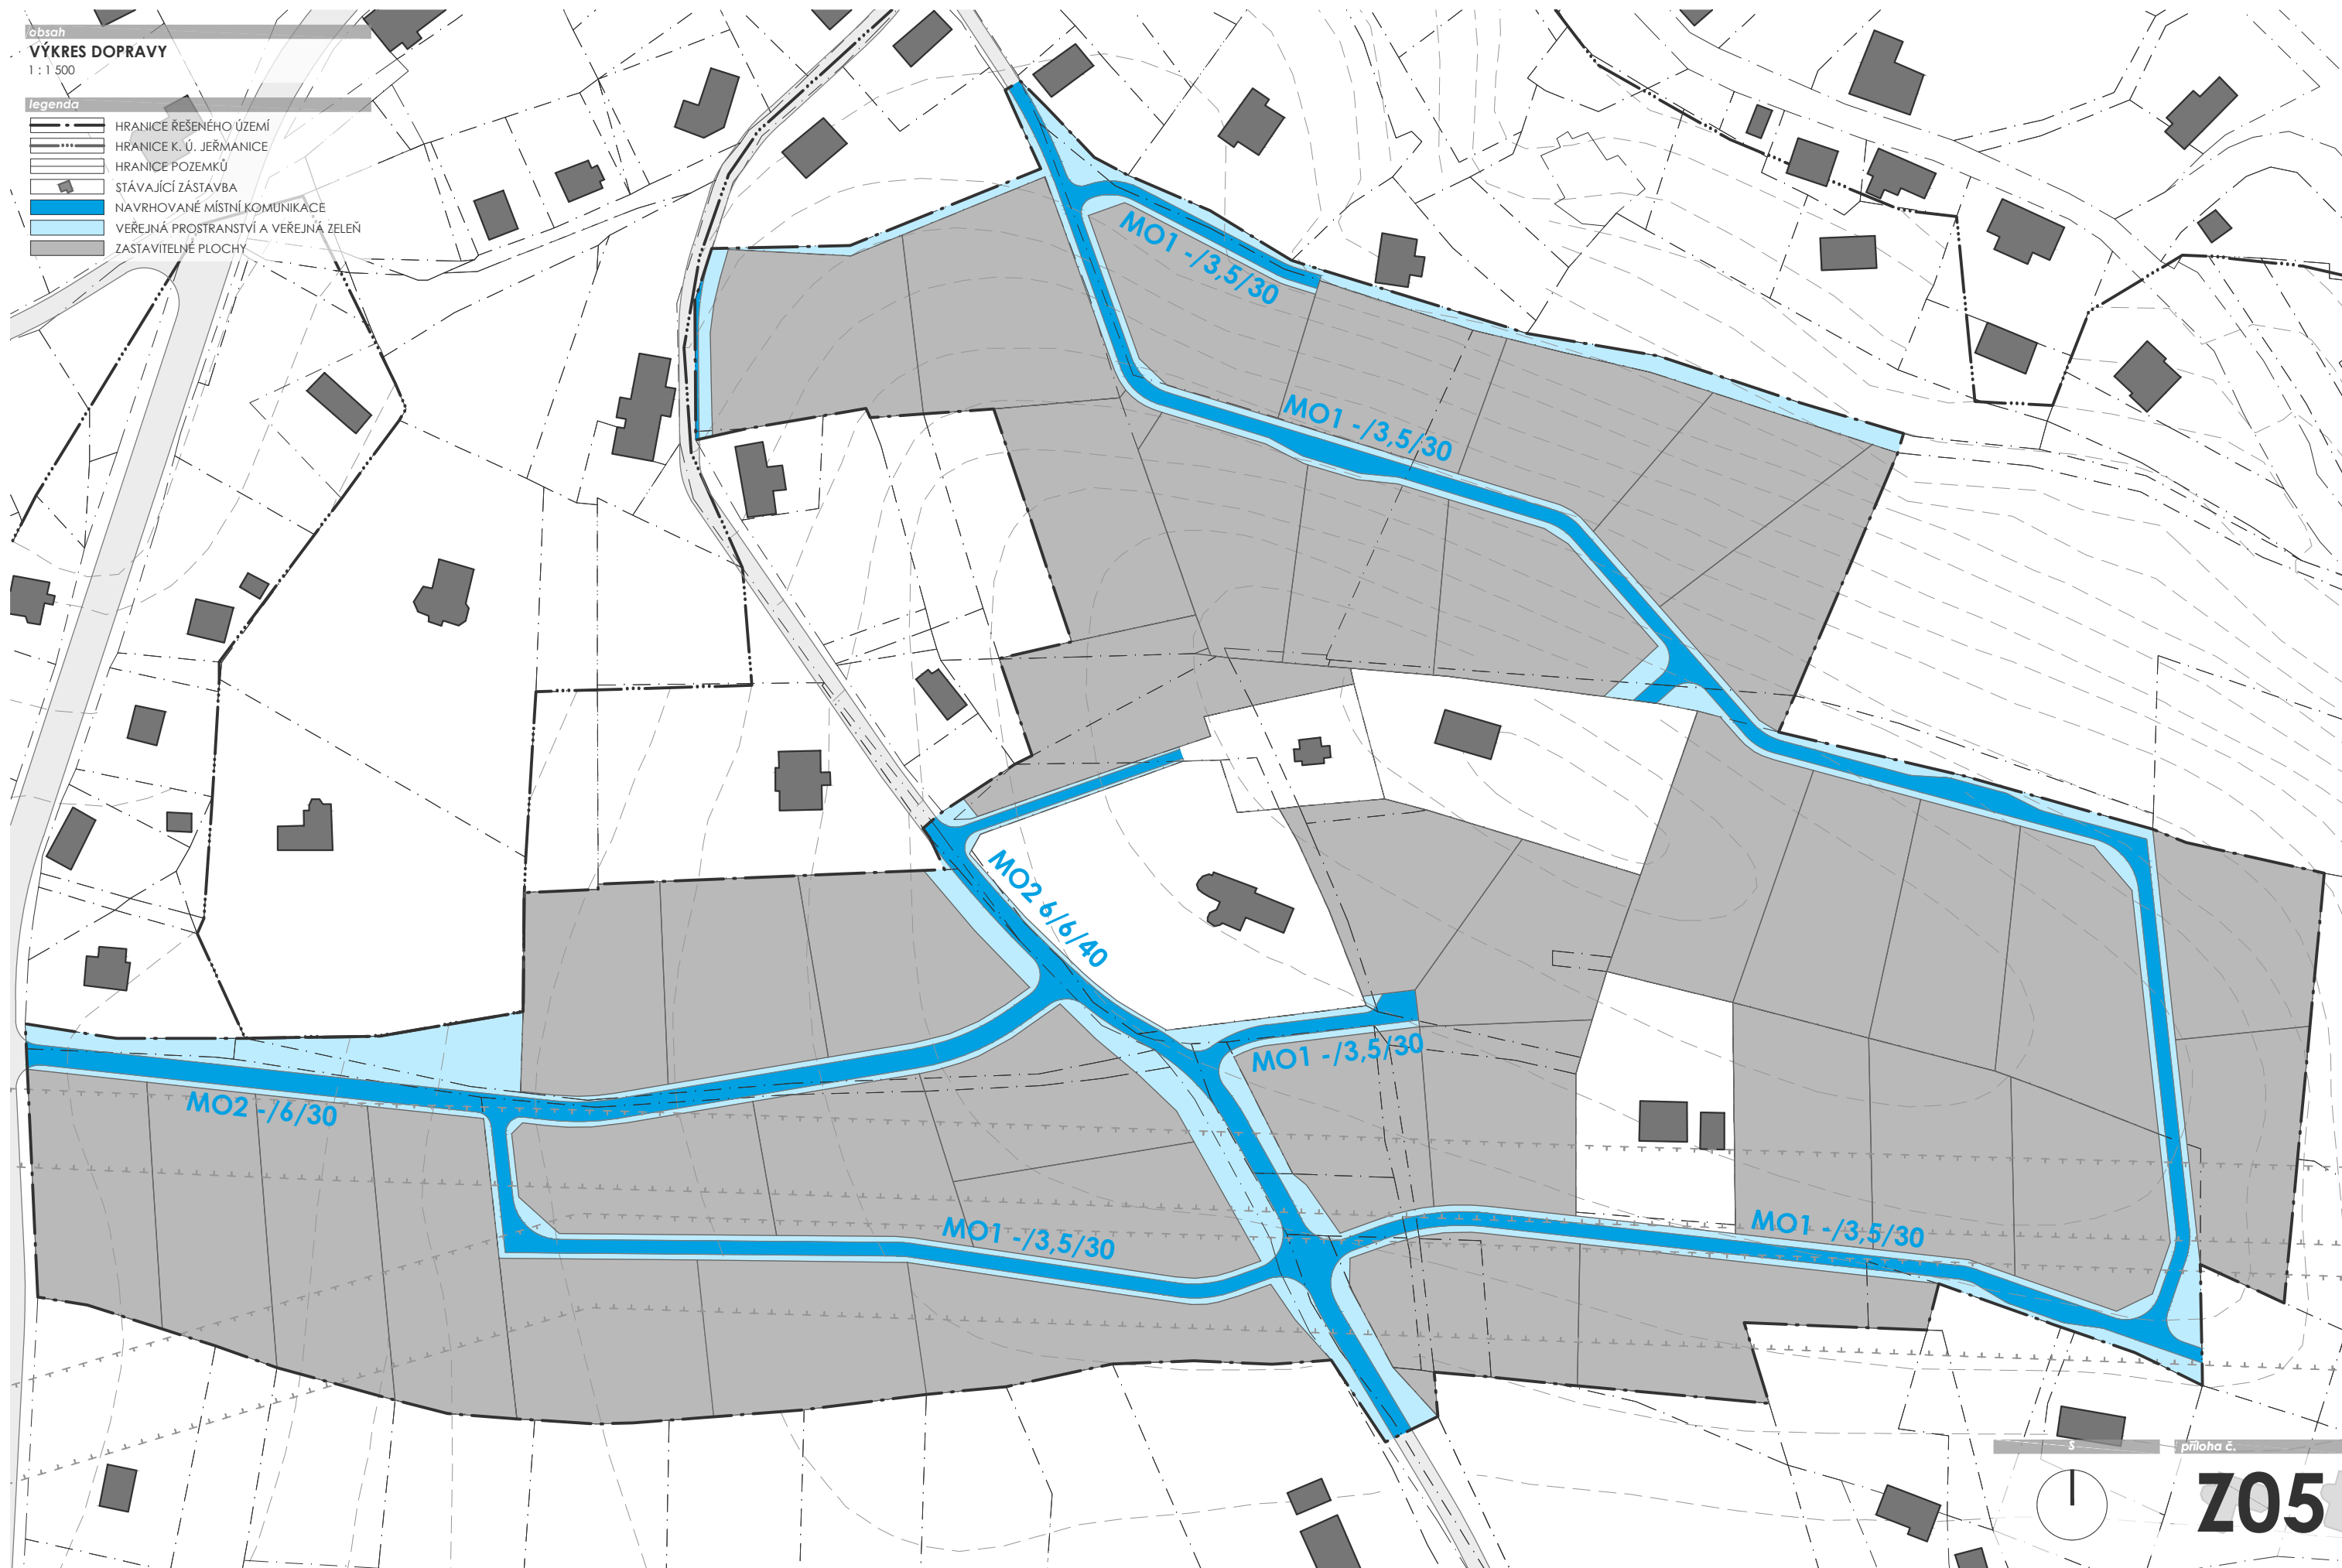 obsah
VÝKRES DOPRAVY
1 : 1 500
legenda
HRANICE ŘEŠENÉHO ÚZEMÍ
HRANICE K. Ú. JEŘMANICE
HRANICE POZEMKŮ
STÁVAJÍCÍ ZÁSTAVBA
NAVRHOVANÉ MÍSTNÍ KOMUNIKACE
VEŘEJNÁ PROSTRANSTVÍ A VEŘEJNÁ ZELEŇ
ZASTAVITELNÉ PLOCHY
MO1 -/3,5/30
MO1 -/3,5/30
MO2 6/6/40
MO1 -/3,5/30
MO2 -/6/30
MO1 -/3,5/30
MO1 -/3,5/30
S
příloha č.
Z05